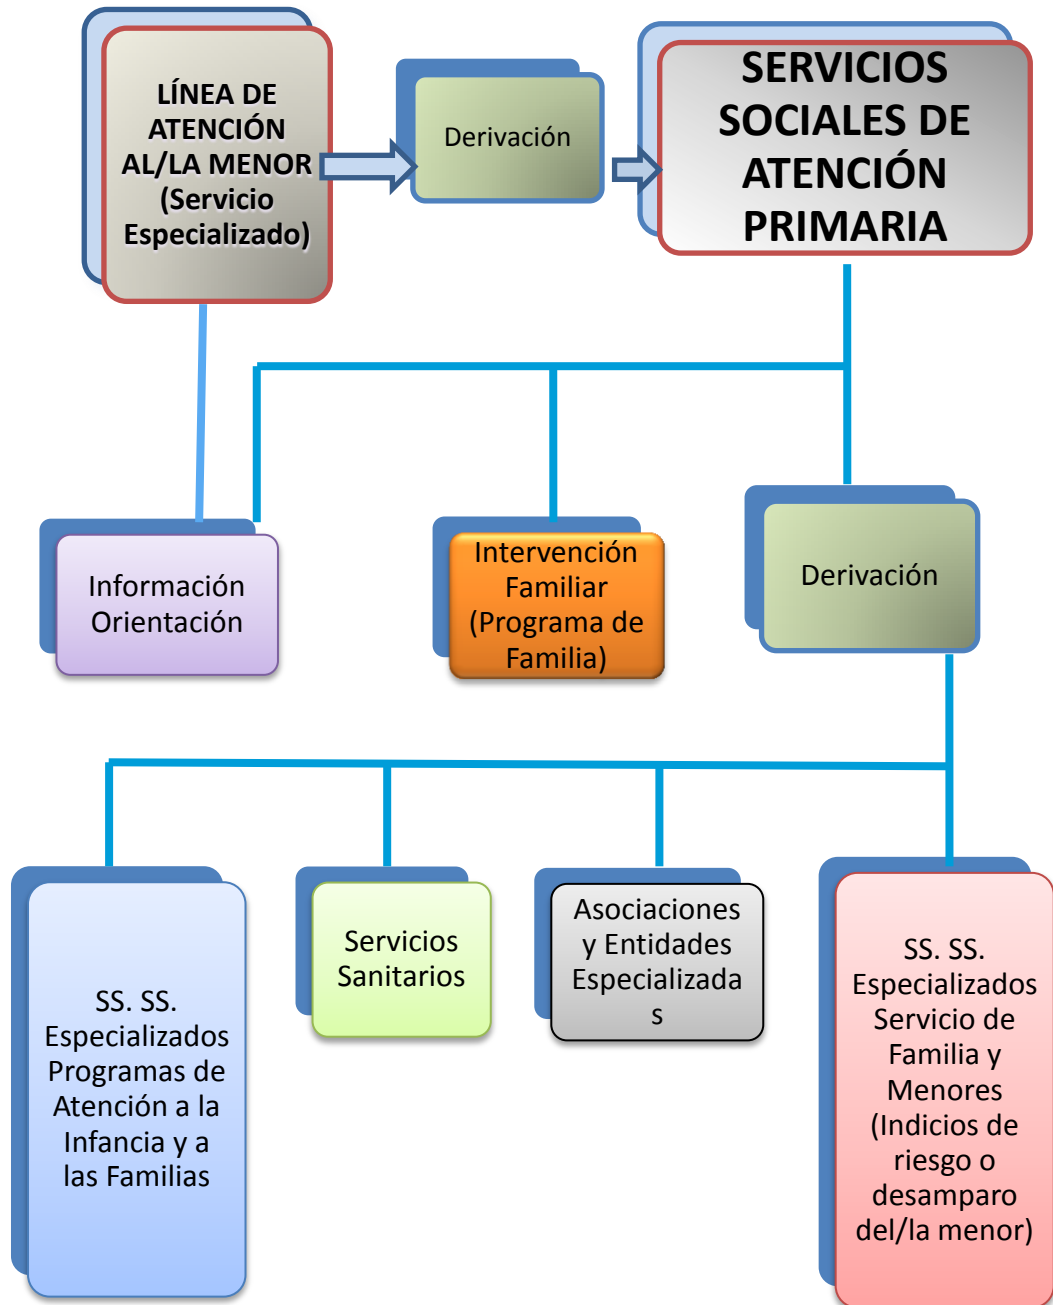 LÍNEA DE
ATENCIÓN
AL/LA MENOR
(Servicio
Especializado)
Derivación
SERVICIOS
SOCIALES DE
ATENCIÓN
PRIMARIA
Información
Orientación
Intervención
Familiar
(Programa de
Familia)
Derivación
SS. SS.
Especializados
Programas de
Atención a la
Infancia y a
las Familias
Servicios
Sanitarios
Asociaciones
y Entidades
Especializada
s
SS. SS.
Especializados
Servicio de
Familia y
Menores
(Indicios de
riesgo o
desamparo
del/la menor)